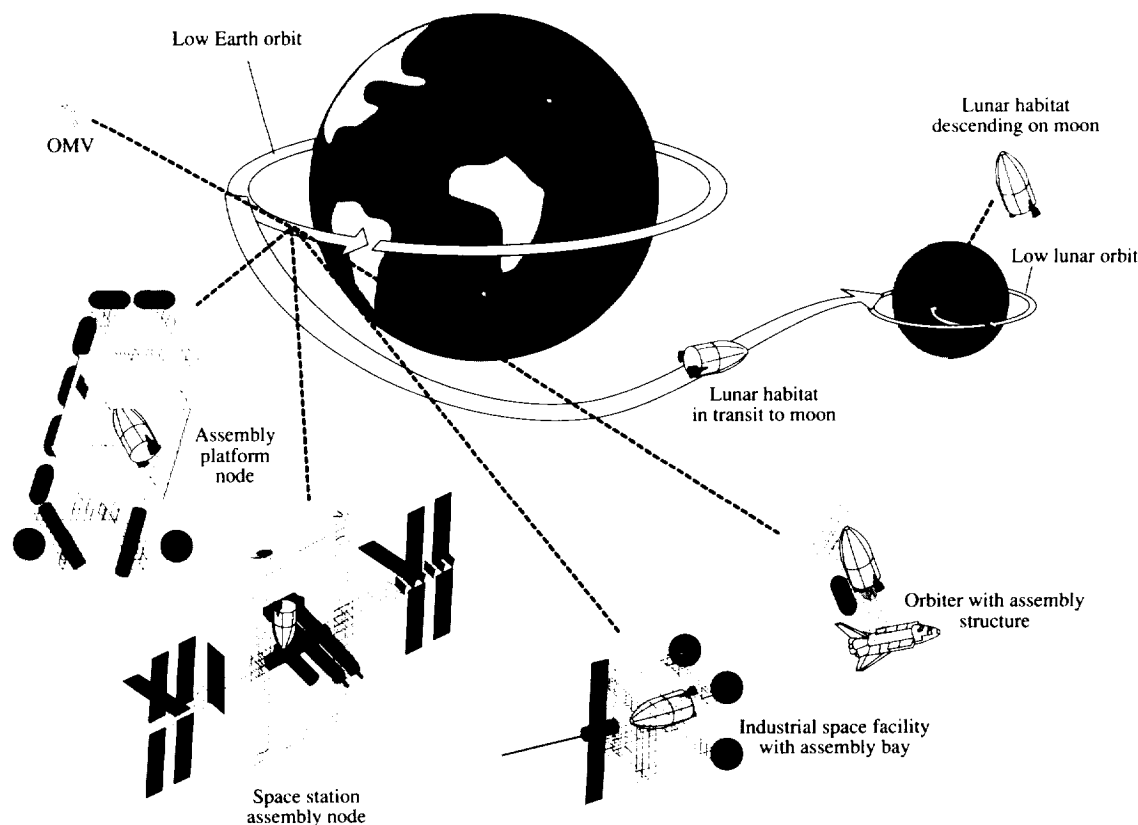 Low Earth orbit
OMV
Lunar habitat
descending on moon
Low lunar orbit
Lunar habitat
in transit to moon
Assembly
platform
node
Orbiter with assembly
structure
Industrial space facility
with assembly bay
Space station
assembly node